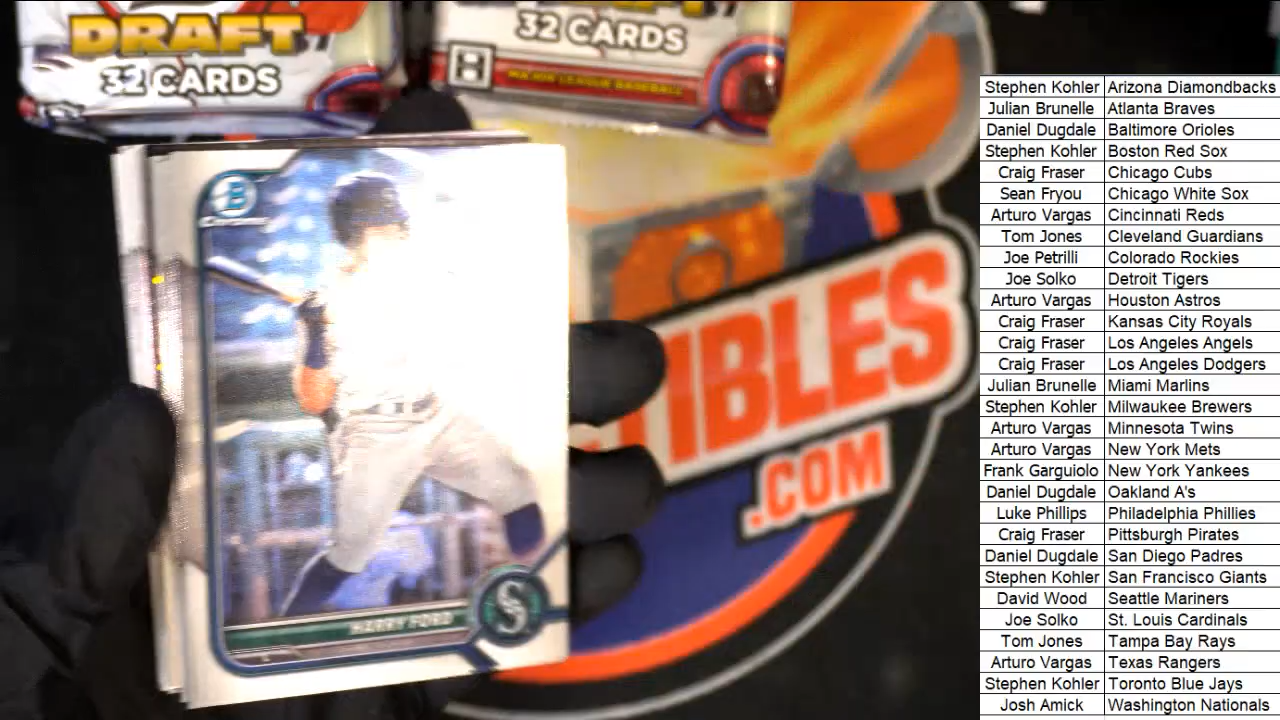 DRAFT
32 CARDS
32 CARDS
MAJOR LEAGUE BASEBALL
B
HARRY FORD
S
IBLES
.COM
Stephen Kohler Arizona Diamondbacks
Julian Brunelle Atlanta Braves
Daniel Dugdale Baltimore Orioles
Stephen Kohler Boston Red Sox
Craig Fraser Chicago Cubs
Sean Fryou Chicago White Sox
Arturo Vargas Cincinnati Reds
Tom Jones Cleveland Guardians
Joe Petrilli Colorado Rockies
Joe Solko Detroit Tigers
Arturo Vargas Houston Astros
Craig Fraser Kansas City Royals
Craig Fraser Los Angeles Angels
Craig Fraser Los Angeles Dodgers
Julian Brunelle Miami Marlins
Stephen Kohler Milwaukee Brewers
Arturo Vargas Minnesota Twins
Arturo Vargas New York Mets
Frank Garguiolo New York Yankees
Daniel Dugdale Oakland A's
Luke Phillips Philadelphia Phillies
Craig Fraser Pittsburgh Pirates
Daniel Dugdale San Diego Padres
Stephen Kohler San Francisco Giants
David Wood Seattle Mariners
Joe Solko St. Louis Cardinals
Tom Jones Tampa Bay Rays
Arturo Vargas Texas Rangers
Stephen Kohler Toronto Blue Jays
Josh Amick Washington Nationals